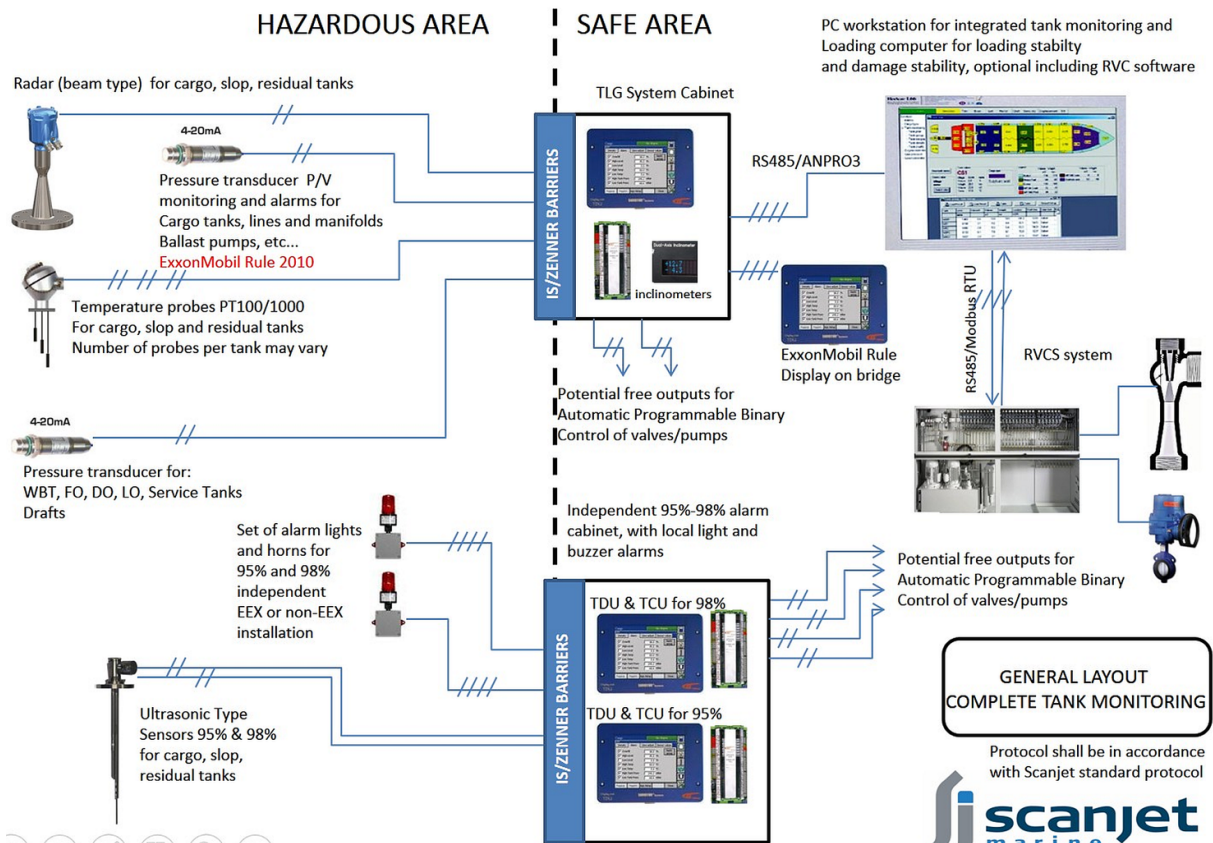 HAZARDOUS AREA
SAFE AREA
PC workstation for integrated tank monitoring and
Loading computer for loading stabilty
and damage stability, optional including RVC software
Radar (beam type) for cargo, slop, residual tanks
TLG System Cabinet
4-20mA
Pressure transducer P/V
monitoring and alarms for
Cargo tanks, lines and manifolds
Ballast pumps, etc...
ExxonMobil Rule 2010
IS/ZENNER BARRIERS
RS485/ANPRO3
inclinometers
Temperature probes PT100/1000
For cargo, slop and residual tanks
Number of probes per tank may vary
ExxonMobil Rule
Display on bridge
RS485/Modbus RTU
RVCS system
Potential free outputs for
Automatic Programmable Binary
Control of valves/pumps
4-20mA
Pressure transducer for:
WBT, FO, DO, LO, Service Tanks
Drafts
Set of alarm lights
and horns for
95% and 98%
independent
EEX or non-EEX
installation
Independent 95%-98% alarm
cabinet, with local light and
buzzer alarms
IS/ZENNER BARRIERS
TDU & TCU for 98%
TDU & TCU for 95%
Potential free outputs for
Automatic Programmable Binary
Control of valves/pumps
Ultrasonic Type
Sensors 95% & 98%
for cargo, slop,
residual tanks
GENERAL LAYOUT
COMPLETE TANK MONITORING
Protocol shall be in accordance
with Scanjet standard protocol
scanjet
marine